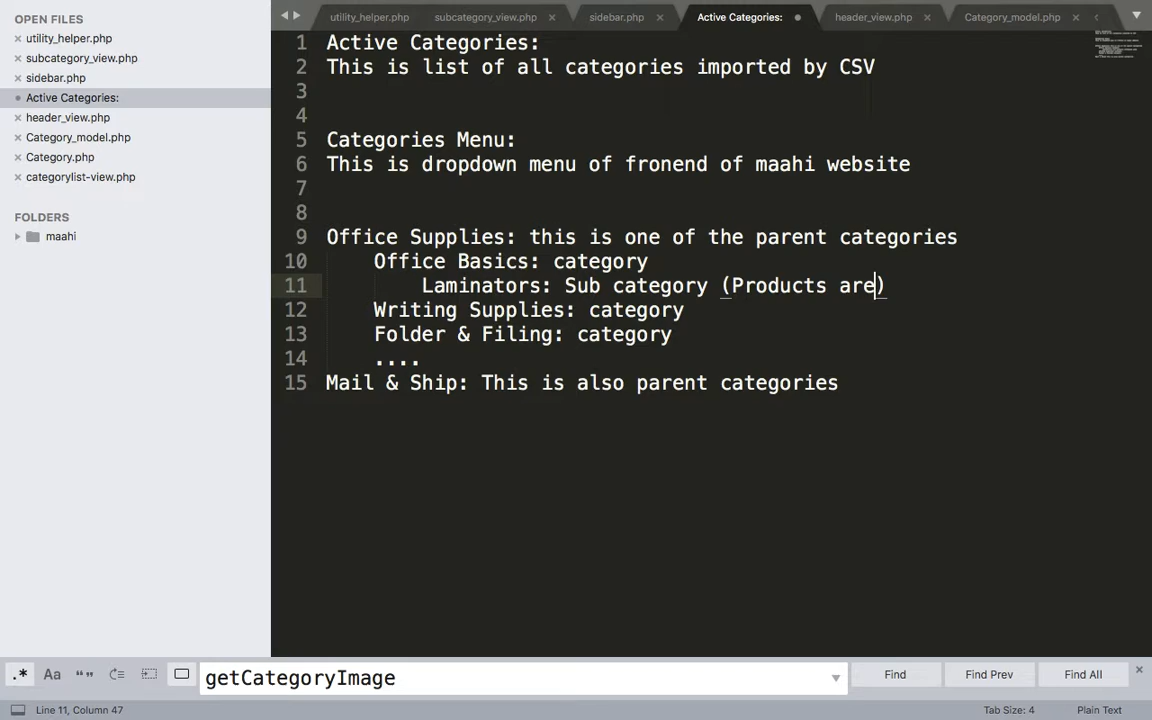 OPEN FILES
utility_helper.php
subcategory_view.php
sidebar.php
Active Categories:
header_view.php
Category_model.php
Category.php
categorylist-view.php
FOLDERS
maahi
utility_helper.php subcategory_view.php sidebar.php Active Categories: header_view.php Category_model.php
1 Active Categories:
2 This is list of all categories imported by CSV
3
4
5 Categories Menu:
6 This is dropdown menu of fronend of maahi website
7
8
9 Office Supplies: this is one of the parent categories
10 Office Basics: category
11 Laminators: Sub category (Products are)
12 Writing Supplies: category
13 Folder & Filing: category
14 ....
15 Mail & Ship: This is also parent categories
.* Aa “” getCategoryImage Find Find Prev Find All
Line 11, Column 47 Tab Size: 4 Plain Text